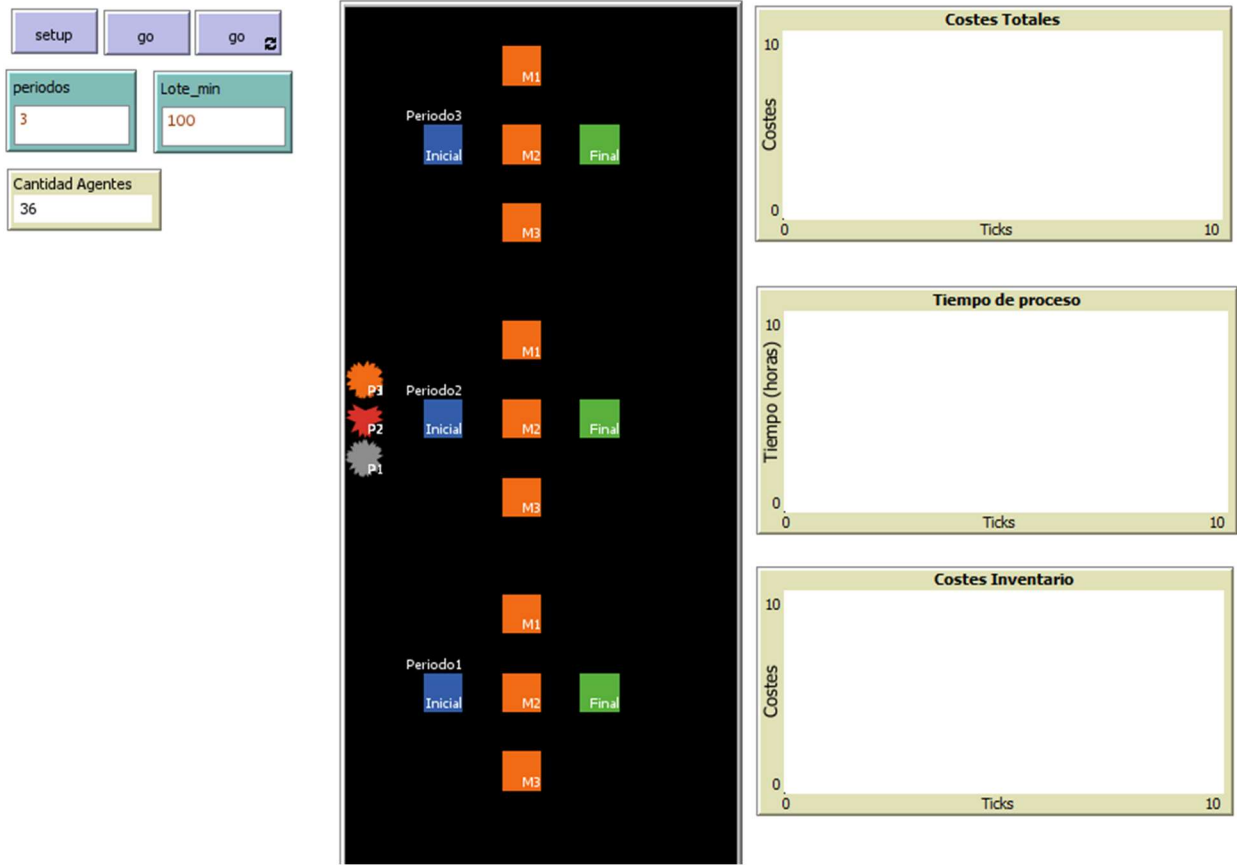 setup
go
go
periodos
3
Lote_min
100
Cantidad Agentes
36
M1
Periodo3
Inicial
M2
Final
M3
M1
P3
Periodo2
P2
Inicial
M2
Final
P1
M3
M1
Periodo1
Inicial
M2
Final
M3
Costes Totales
10
Costes
0
0
Ticks
10
Tiempo de proceso
10
Tiempo (horas)
0
0
Ticks
10
Costes Inventario
10
Costes
0
0
Ticks
10